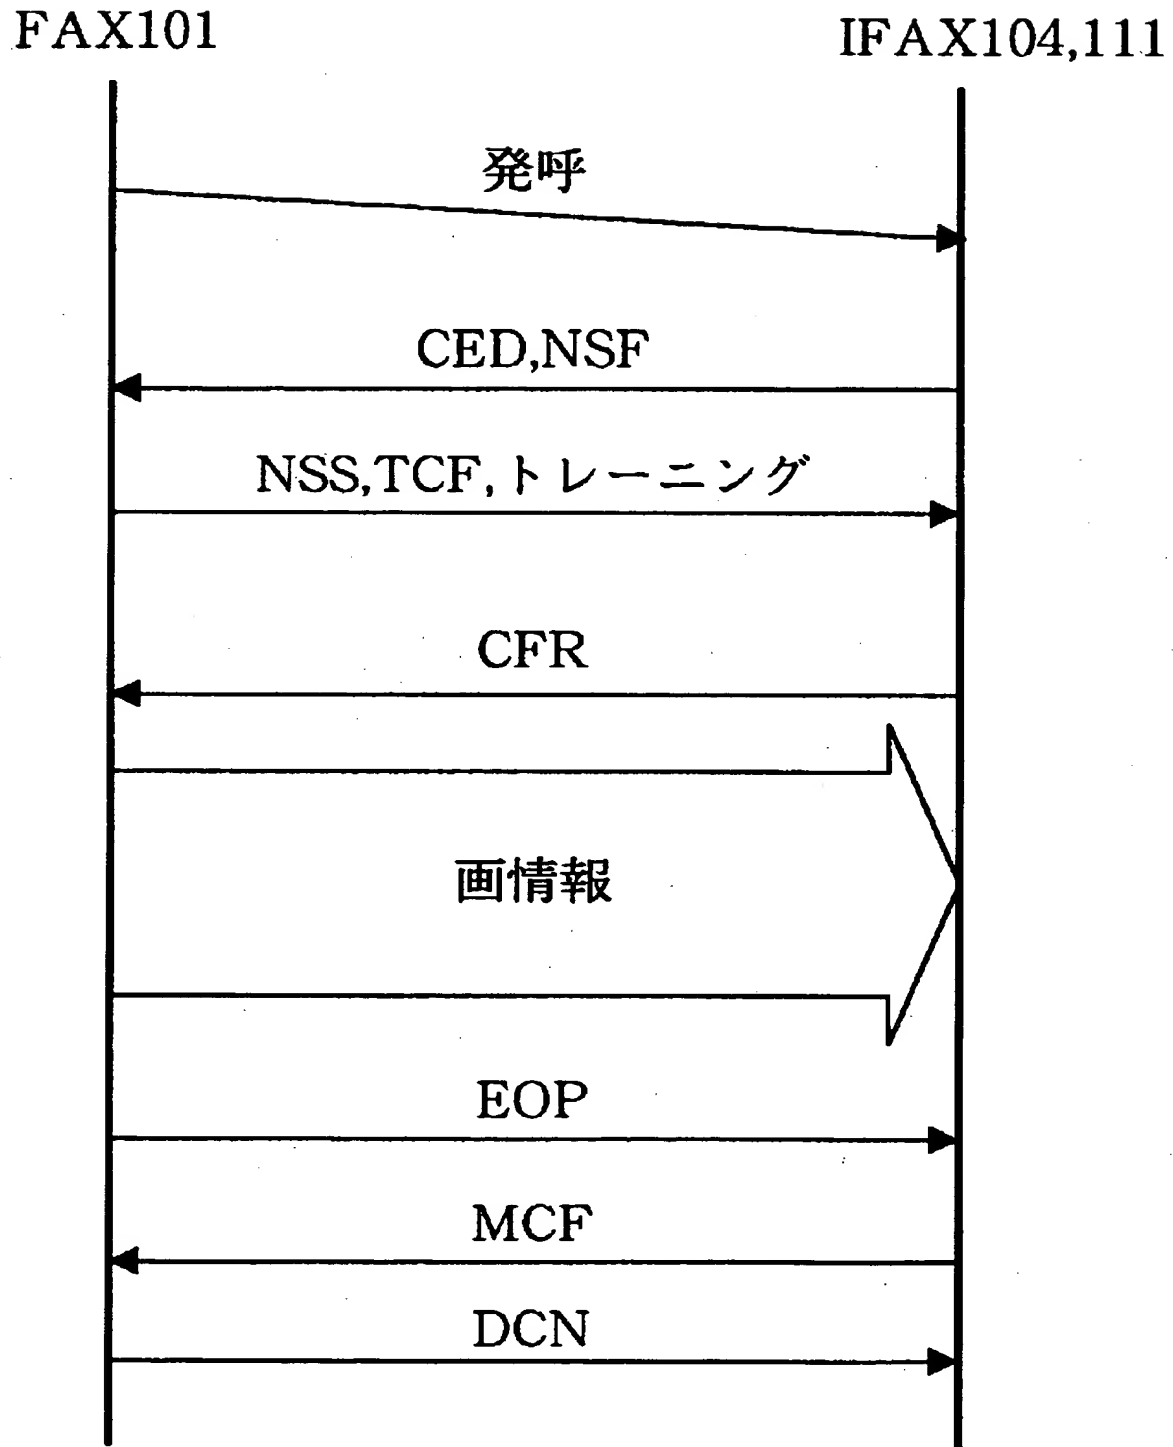 FAX101
IFAX104,111
発呼
CED,NSF
NSS,TCF,トレーニング
CFR
画情報
EOP
MCF
DCN